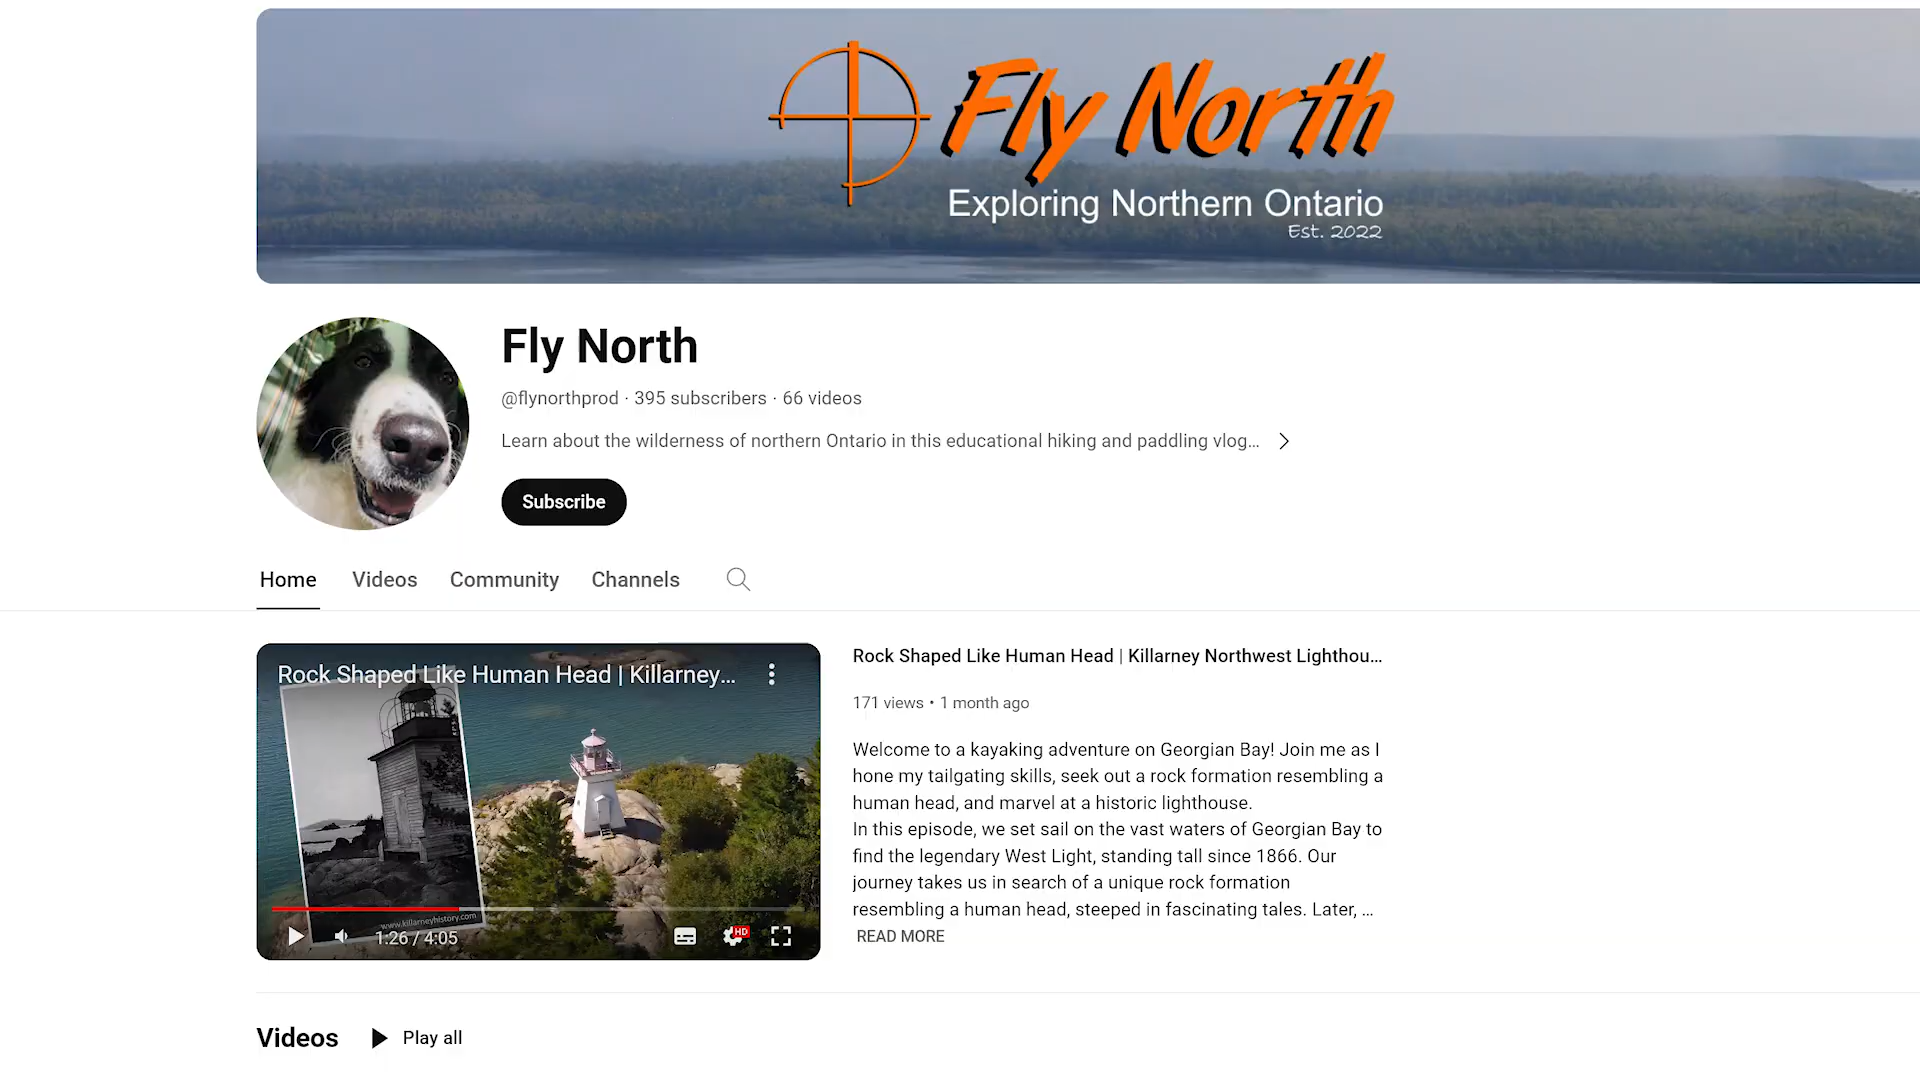 Fly North
Exploring Northern Ontario
Est. 2022
Fly North
@flynorthprod · 395 subscribers · 66 videos
Learn about the wilderness of northern Ontario in this educational hiking and paddling vlog...
Subscribe
Home Videos Community Channels
Rock Shaped Like Human Head | Killarney...
www.killarneyhistory.com
1:26 / 4:05
HD
Rock Shaped Like Human Head | Killarney Northwest Lighthou...
171 views • 1 month ago
Welcome to a kayaking adventure on Georgian Bay! Join me as I
hone my tailgating skills, seek out a rock formation resembling a
human head, and marvel at a historic lighthouse.
In this episode, we set sail on the vast waters of Georgian Bay to
find the legendary West Light, standing tall since 1866. Our
journey takes us in search of a unique rock formation
resembling a human head, steeped in fascinating tales. Later, ...
READ MORE
Videos Play all